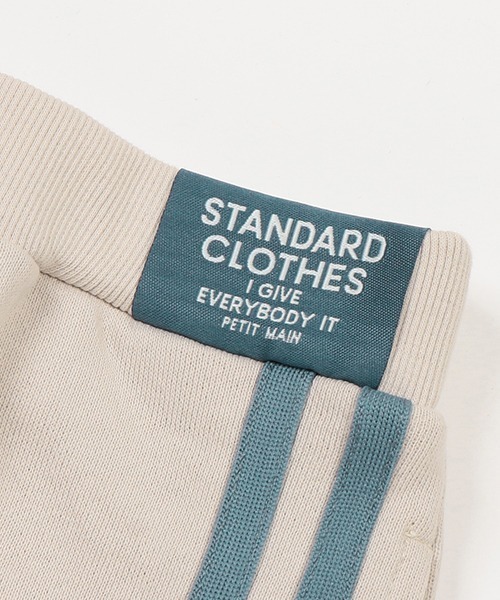 STANDARD
CLOTHES
I GIVE
EVERYBODY IT
PETIT MAIN